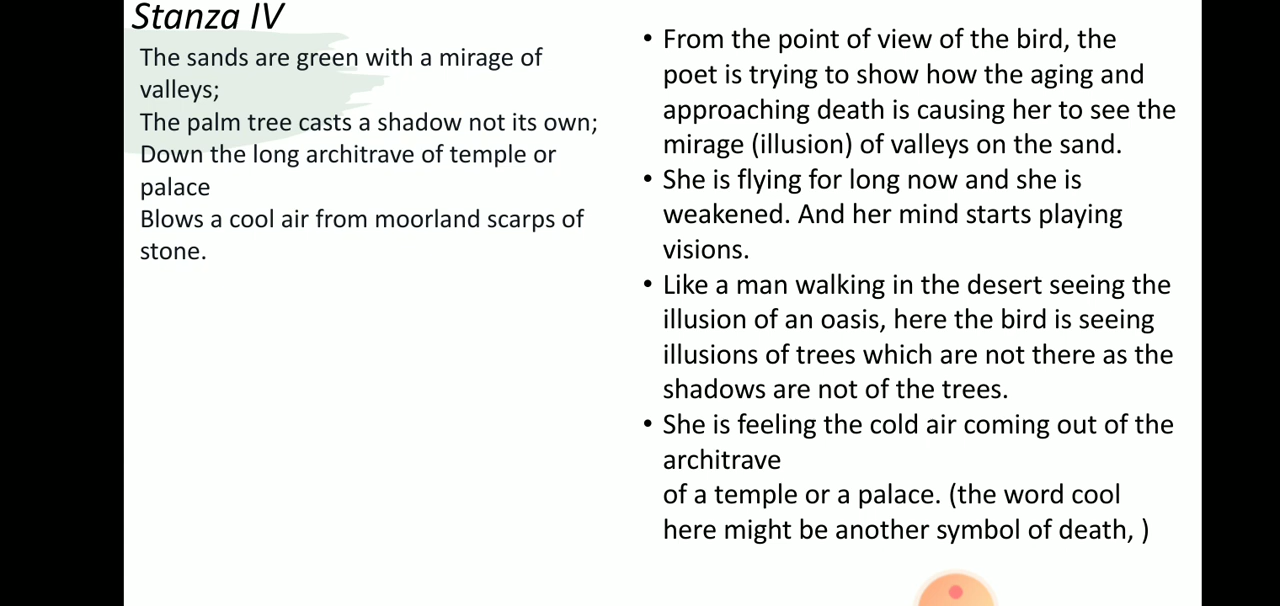 Stanza IV
The sands are green with a mirage of
valleys;
The palm tree casts a shadow not its own;
Down the long architrave of temple or
palace
Blows a cool air from moorland scarps of
stone.
• From the point of view of the bird, the
poet is trying to show how the aging and
approaching death is causing her to see the
mirage (illusion) of valleys on the sand.
• She is flying for long now and she is
weakened. And her mind starts playing
visions.
• Like a man walking in the desert seeing the
illusion of an oasis, here the bird is seeing
illusions of trees which are not there as the
shadows are not of the trees.
• She is feeling the cold air coming out of the
architrave
of a temple or a palace. (the word cool
here might be another symbol of death, )